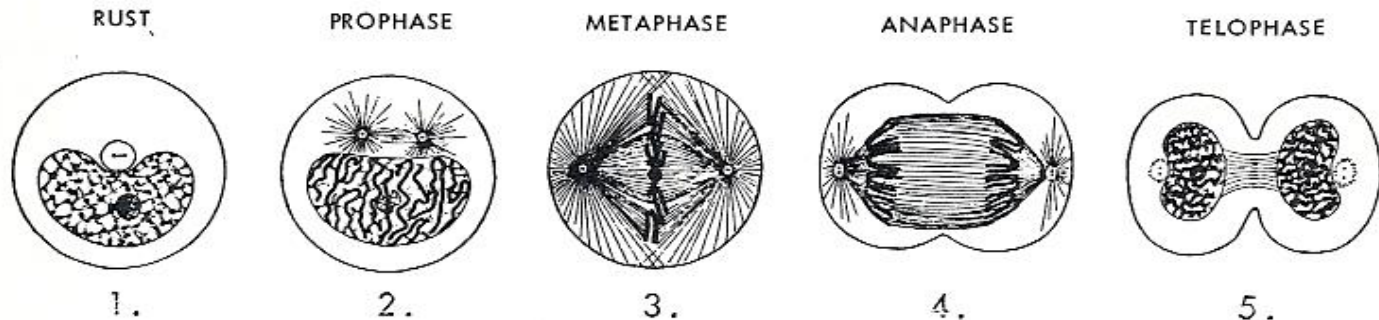 RUST PROPHASE METAPHASE ANAPHASE TELOPHASE
1. 2. 3. 4. 5.